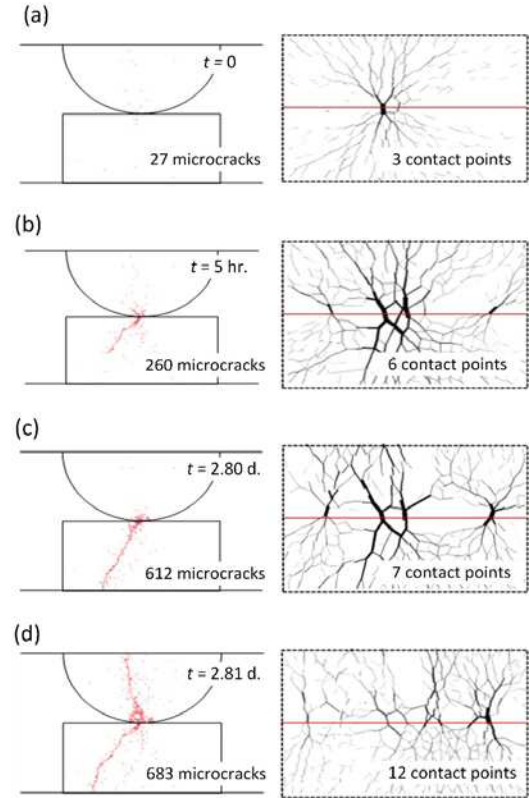 (a)
t = 0
27 microcracks
3 contact points
(b)
t = 5 hr.
260 microcracks
6 contact points
(c)
t = 2.80 d.
612 microcracks
7 contact points
(d)
t = 2.81 d.
683 microcracks
12 contact points